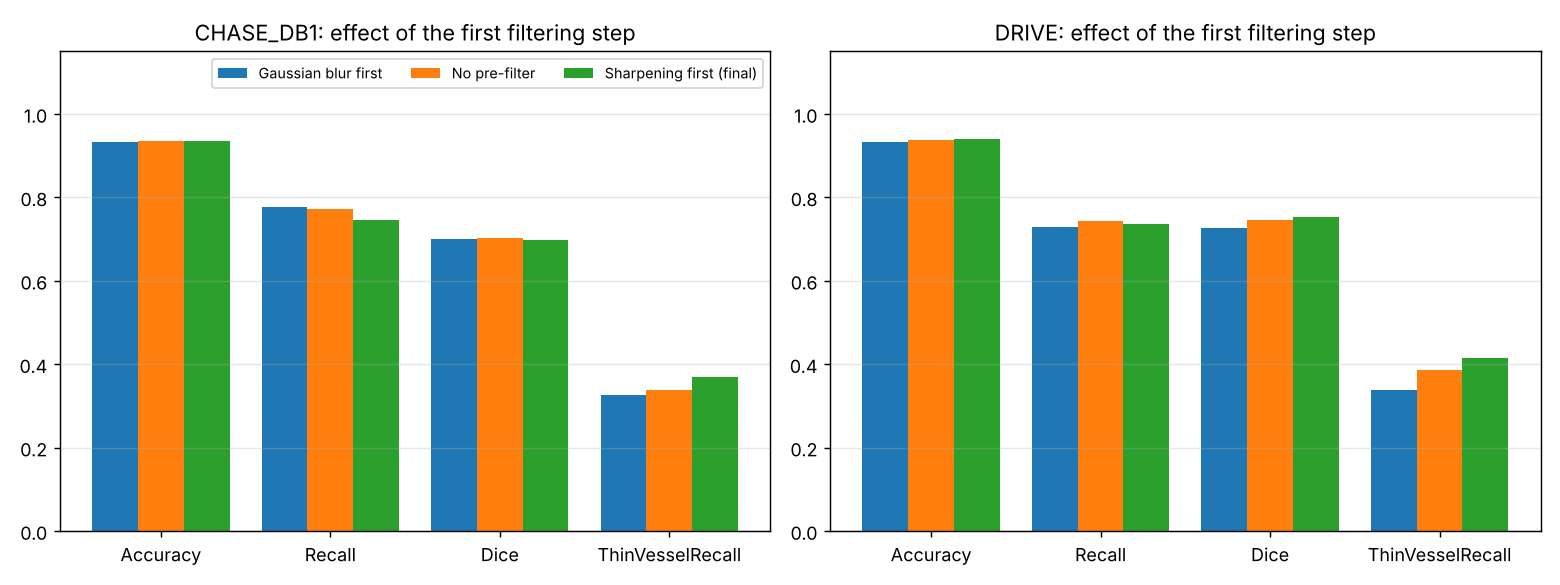 CHASE_DB1: effect of the first filtering step
Gaussian blur first
No pre-filter
Sharpening first (final)
1.0
0.8
0.6
0.4
0.2
0.0
Accuracy
Recall
Dice
ThinVesselRecall
DRIVE: effect of the first filtering step
1.0
0.8
0.6
0.4
0.2
0.0
Accuracy
Recall
Dice
ThinVesselRecall